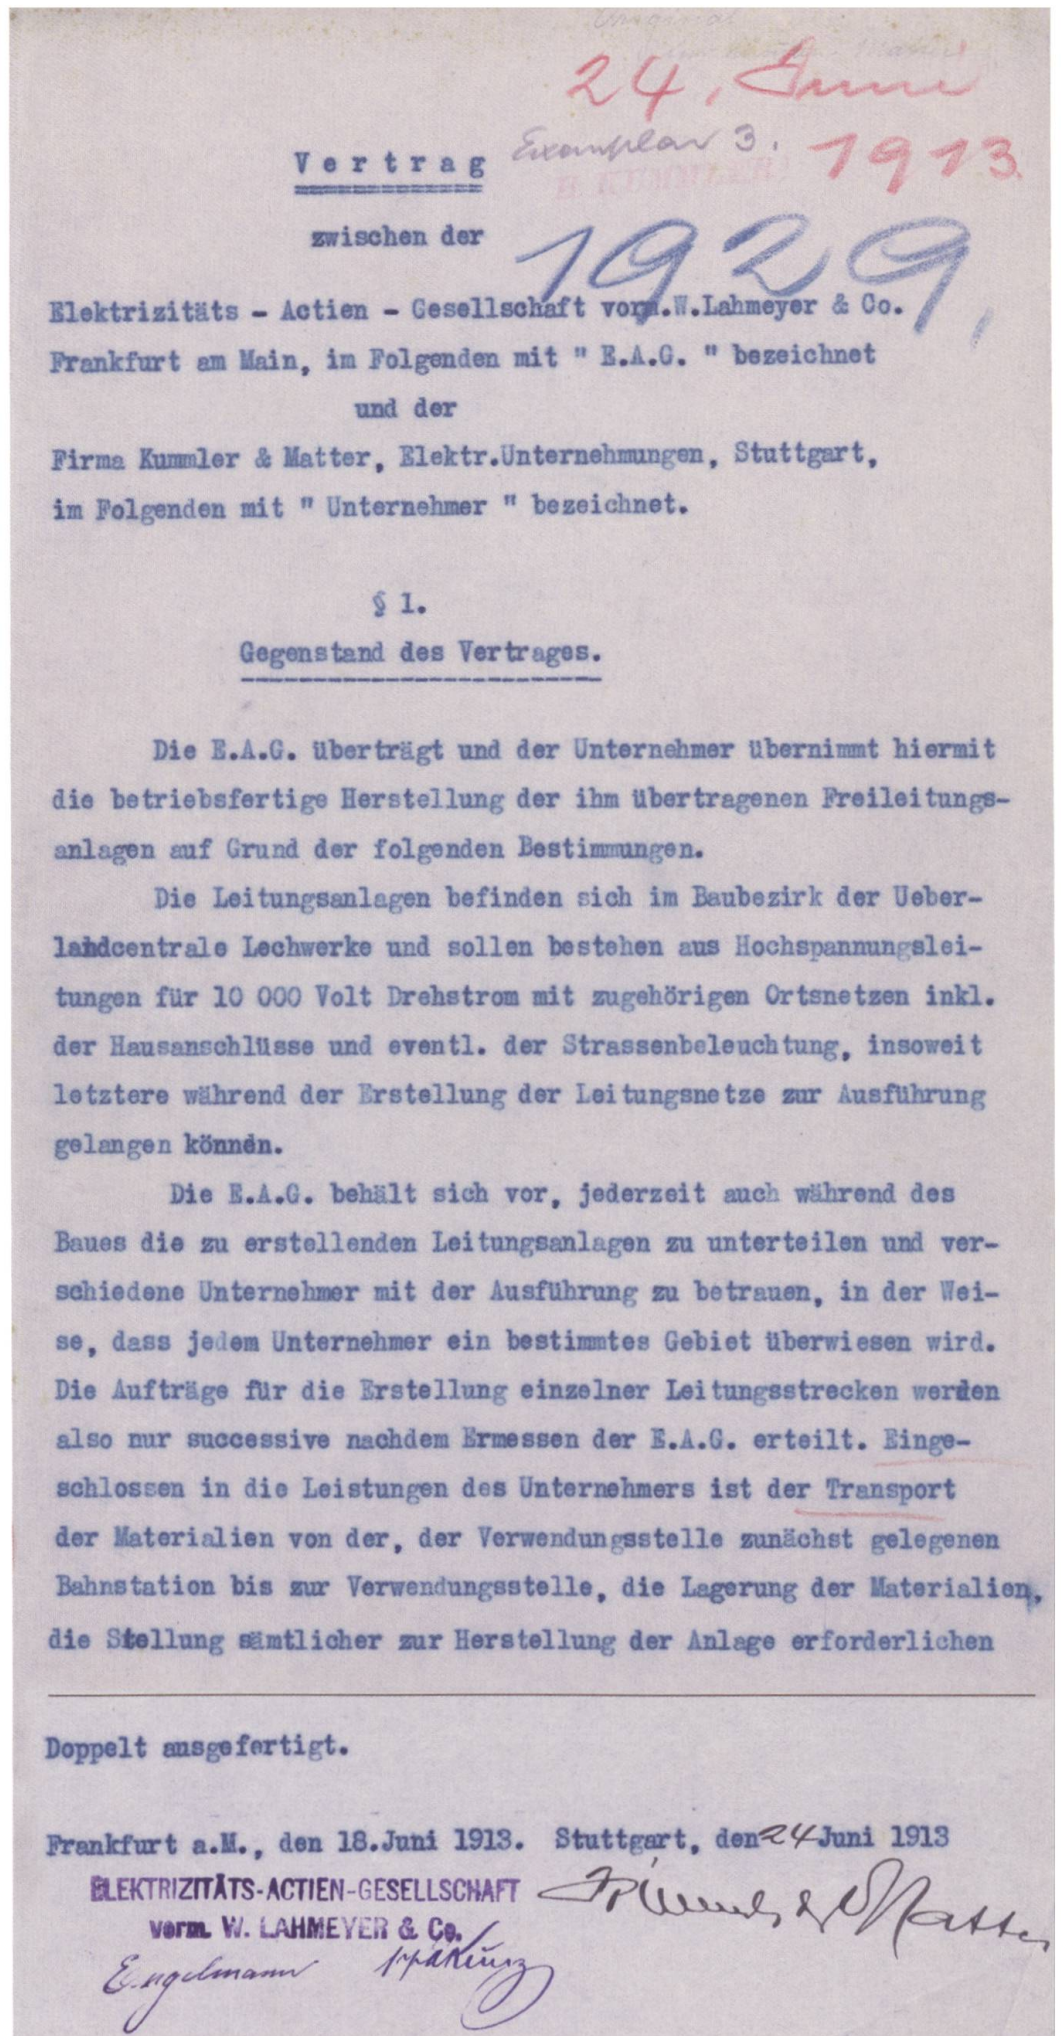 Original
24. Juni
Exemplar 3. 1913.
Vertrag
zwischen der
1929,
Elektrizitäts - Actien - Gesellschaft vorm.W.Lahmeyer & Co.
Frankfurt am Main, im Folgenden mit " E.A.G. " bezeichnet
und der
Firma Kummler & Matter, Elektr.Unternehmungen, Stuttgart,
im Folgenden mit " Unternehmer " bezeichnet.
§ 1.
Gegenstand des Vertrages.
Die E.A.G. überträgt und der Unternehmer übernimmt hiermit
die betriebsfertige Herstellung der ihm übertragenen Freileitungs-
anlagen auf Grund der folgenden Bestimmungen.
Die Leitungsanlagen befinden sich im Baubezirk der Ueber-
landcentrale Lechwerke und sollen bestehen aus Hochspannungslei-
tungen für 10 000 Volt Drehstrom mit zugehörigen Ortsnetzen inkl.
der Hausanschlüsse und eventl. der Strassenbeleuchtung, insoweit
letztere während der Erstellung der Leitungsnetze zur Ausführung
gelangen können.
Die E.A.G. behält sich vor, jederzeit auch während des
Baues die zu erstellenden Leitungsanlagen zu unterteilen und ver-
schiedene Unternehmer mit der Ausführung zu betrauen, in der Wei-
se, dass jedem Unternehmer ein bestimmtes Gebiet überwiesen wird.
Die Aufträge für die Erstellung einzelner Leitungsstrecken werden
also nur successive nachdem Ermessen der E.A.G. erteilt. Einge-
schlossen in die Leistungen des Unternehmers ist der Transport
der Materialien von der, der Verwendungsstelle zunächst gelegenen
Bahnstation bis zur Verwendungsstelle, die Lagerung der Materialien,
die Stellung sämtlicher zur Herstellung der Anlage erforderlichen
Doppelt ausgefertigt.
Frankfurt a.M., den 18.Juni 1913. Stuttgart, den 24 Juni 1913
ELEKTRIZITÄTS-ACTIEN-GESELLSCHAFT
vorm. W. LAHMEYER & Co.
Kummler & Matter
Engelmann